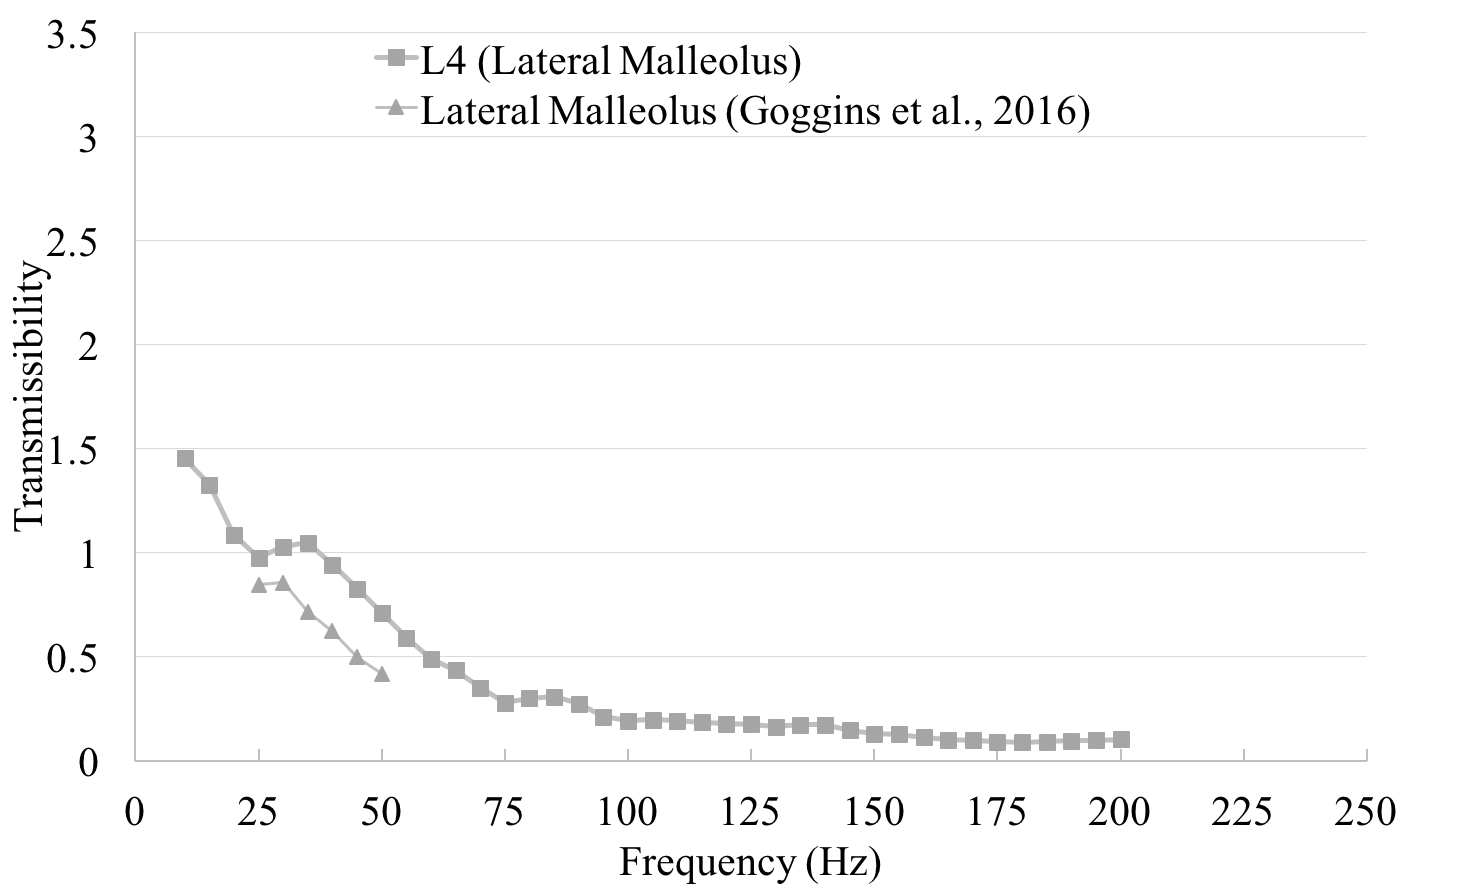 3.5
L4 (Lateral Malleolus)
Lateral Malleolus (Goggins et al., 2016)
3
2.5
2
1.5
1
0.5
0
Transmissibility
0 25 50 75 100 125 150 175 200 225 250
Frequency (Hz)